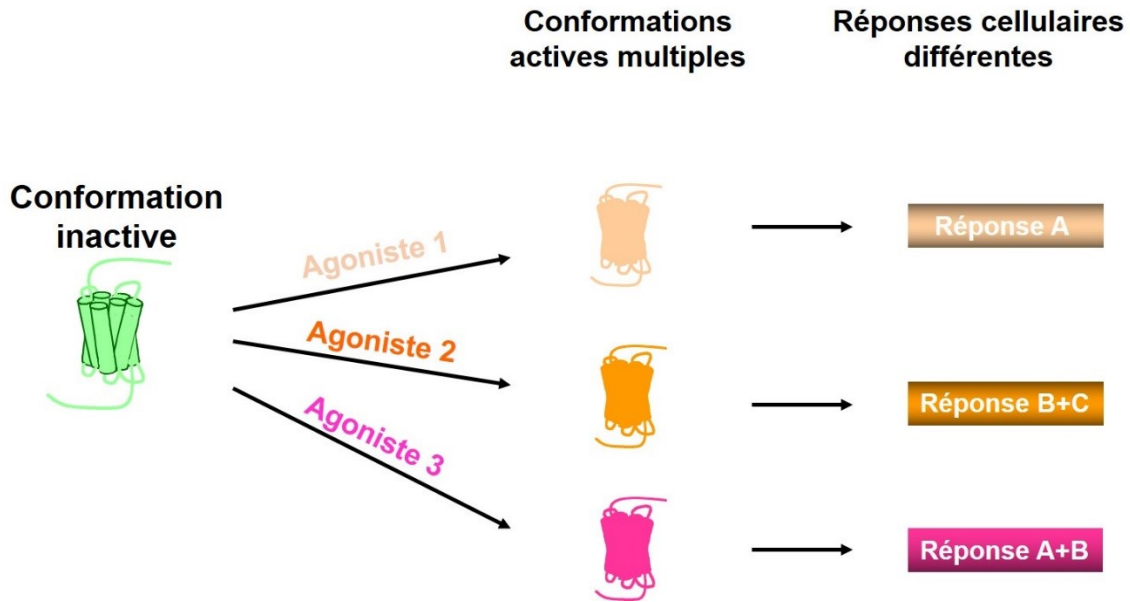 Conformations
actives multiples
Réponses cellulaires
différentes
Conformation
inactive
Agoniste 1
Réponse A
Agoniste 2
Réponse B+C
Agoniste 3
Réponse A+B